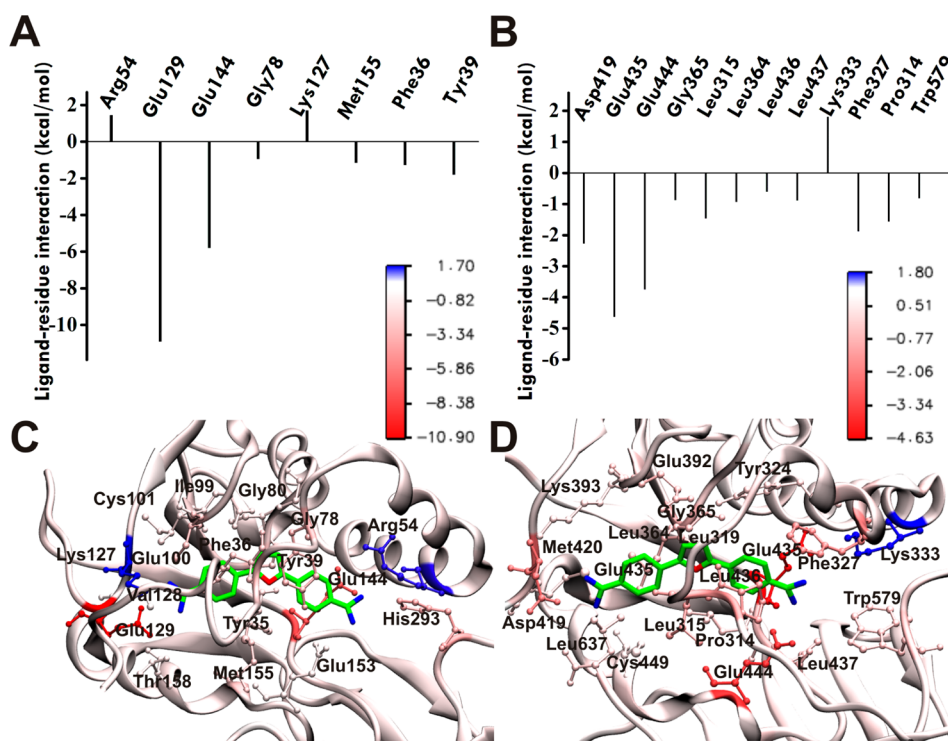 A
Ligand-residue interaction (kcal/mol)
Arg54
Glu129
Glu144
Gly78
Lys127
Met155
Phe36
Tyr39
2
0
-2
-4
-6
-8
-10
1.70
-0.82
-3.34
-5.86
-8.38
-10.90
B
Ligand-residue interaction (kcal/mol)
Asp419
Glu435
Glu444
Gly365
Leu315
Leu364
Leu436
Leu437
Lys333
Phe327
Pro314
Trp579
2
1
0
-1
-2
-3
-4
-5
-6
1.80
0.51
-0.77
-2.06
-3.34
-4.63
C
Cys101
Ile99
Gly80
Gly78
Arg54
Lys127
Glu100
Phe36
Tyr39
Glu144
Val128
His293
Glu129
Tyr35
Thr158
Met155
Glu153
D
Glu392
Tyr324
Lys393
Gly365
Leu364
Leu319
Met420
Glu435
Glu435
Phe327
Lys333
Leu436
Asp419
Leu315
Pro314
Trp579
Leu637
Cys449
Leu437
Glu444